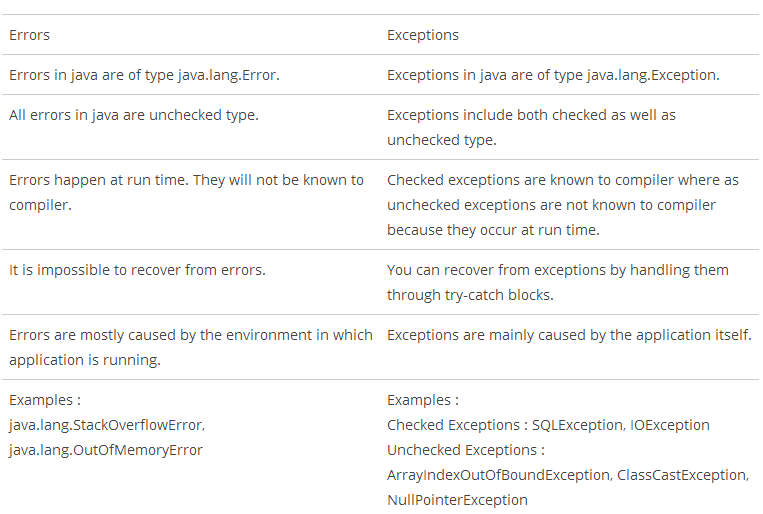 Errors
Exceptions
Errors in java are of type java.lang.Error.
Exceptions in java are of type java.lang.Exception.
All errors in java are unchecked type.
Exceptions include both checked as well as
unchecked type.
Errors happen at run time. They will not be known to
compiler.
Checked exceptions are known to compiler where as
unchecked exceptions are not known to compiler
because they occur at run time.
It is impossible to recover from errors.
You can recover from exceptions by handling them
through try-catch blocks.
Errors are mostly caused by the environment in which
application is running.
Exceptions are mainly caused by the application itself.
Examples :
java.lang.StackOverflowError,
java.lang.OutOfMemoryError
Examples :
Checked Exceptions : SQLException, IOException
Unchecked Exceptions :
ArrayIndexOutOfBoundException, ClassCastException,
NullPointerException